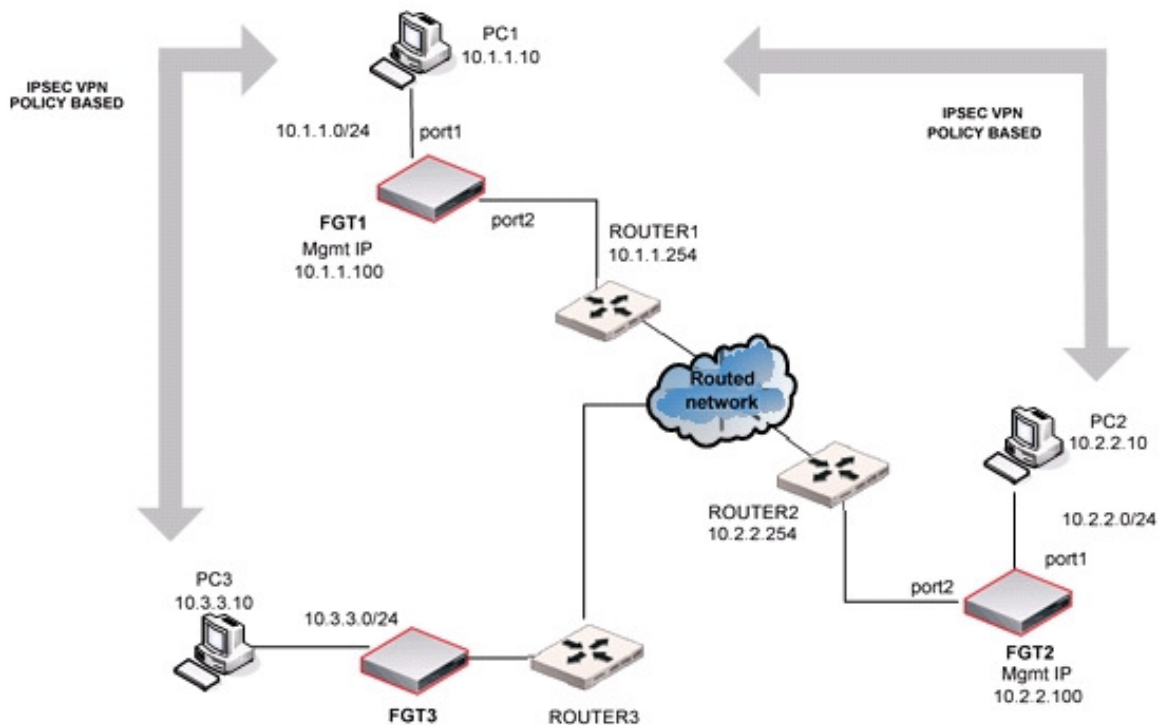 PC1
10.1.1.10
IPSEC VPN
POLICY BASED
IPSEC VPN
POLICY BASED
10.1.1.0/24
port1
FGT1
Mgmt IP
10.1.1.100
port2
ROUTER1
10.1.1.254
Routed
network
PC2
10.2.2.10
ROUTER2
10.2.2.254
10.2.2.0/24
port1
port2
FGT2
Mgmt IP
10.2.2.100
PC3
10.3.3.10
10.3.3.0/24
FGT3
ROUTER3